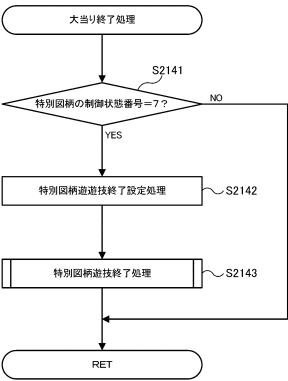 大当り終了処理
S2141
特別図柄の制御状態番号＝7？
NO
YES
特別図柄遊遊技終了設定処理
S2142
特別図柄遊技終了処理
S2143
RET